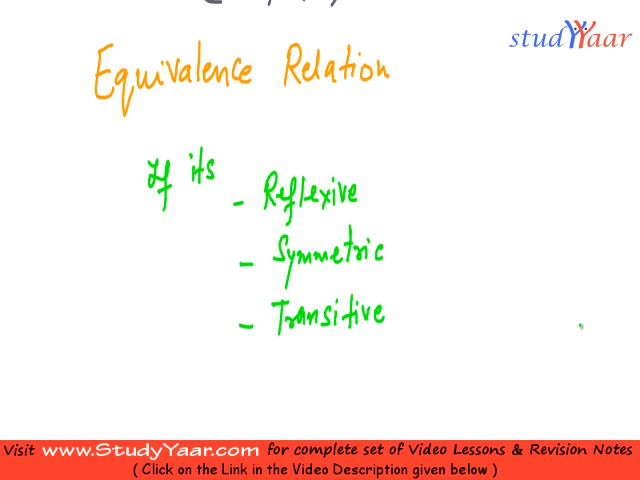 studYYaar
Equivalence Relation
If its
- Reflexive
- Symmetric
- Transitive
Visit www.StudyYaar.com for complete set of Video Lessons & Revision Notes
( Click on the Link in the Video Description given below )